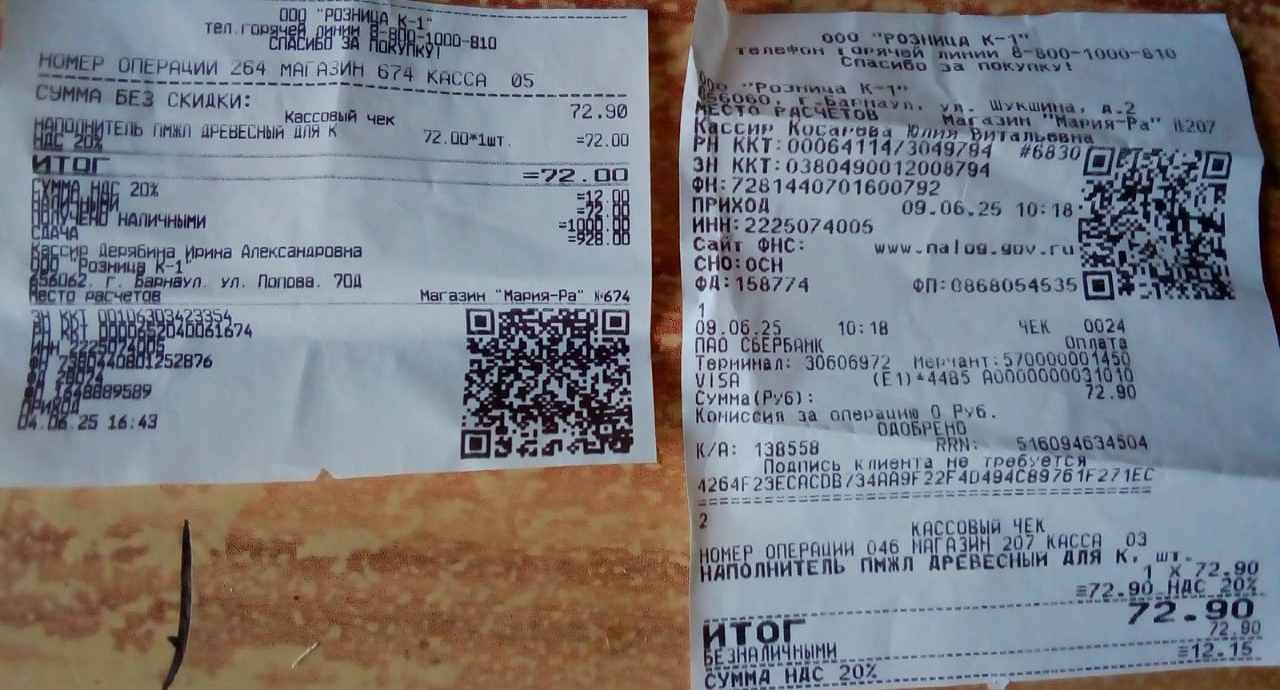 ООО "РОЗНИЦА К-1"
тел.горячей линии 8-800-1000-810
СПАСИБО ЗА ПОКУПКУ!
НОМЕР ОПЕРАЦИИ 264 МАГАЗИН 674 КАССА 05
СУММА БЕЗ СКИДКИ: 72.90
Кассовый чек
НАПОЛНИТЕЛЬ ПМЖЛ ДРЕВЕСНЫЙ ДЛЯ К 72.00*1шт. =72.00
НДС 20%
ИТОГ =72.00
СУММА НДС 20% =12.00
НАЛИЧНЫМИ =72.00
ПОЛУЧЕНО НАЛИЧНЫМИ =1000.00
СДАЧА =928.00
Кассир Дерябина Ирина Александровна
ООО "Розница К-1"
656062, г. Барнаул, ул. Попова, 70Д
Место расчетов Магазин "Мария-Ра" №674
ЗН ККТ 00106303423354
РН ККТ 0000252040061674
ИНН 2225074005
ПРИХОД
04.06.25 16:43
ООО "РОЗНИЦА К-1"
телефон горячей линии 8-800-1000-810
Спасибо за покупку!
ООО "Розница К-1"
656060, г.Барнаул, ул. Шукшина, д.2
МЕСТО РАСЧЕТОВ Магазин "Мария-Ра" №207
Кассир Косарева Юлия Витальевна
РН ККТ:0006411473049794 #6830
ЗН ККТ:0380490012008794
ФН:7281440701600792
ПРИХОД 09.06.25 10:18
ИНН:2225074005
Сайт ФНС: www.nalog.gov.ru
СНО:ОСН
ФД:158774 ФП:0868054535
1
09.06.25 10:18 ЧЕК 0024
ПАО СБЕРБАНК Оплата
Терминал: 30606972 Мерчант:570000001450
VISA (E1)*4485 A0000000031010
Сумма(Руб): 72.90
Комиссия за операцию 0 Руб.
ОДОБРЕНО
К/А: 138558 RRN: 516094634504
Подпись клиента не требуется
4264F23ECACDB734AA9F22F4D494C89761F271EC
2
КАССОВЫЙ ЧЕК
НОМЕР ОПЕРАЦИИ 046 МАГАЗИН 207 КАССА 03
НАПОЛНИТЕЛЬ ПМЖЛ ДРЕВЕСНЫЙ ДЛЯ К, шт.
1 X 72.90
≡72.90 НДС 20%
ИТОГ 72.90
БЕЗНАЛИЧНЫМИ 72.90
СУММА НДС 20% ≡12.15